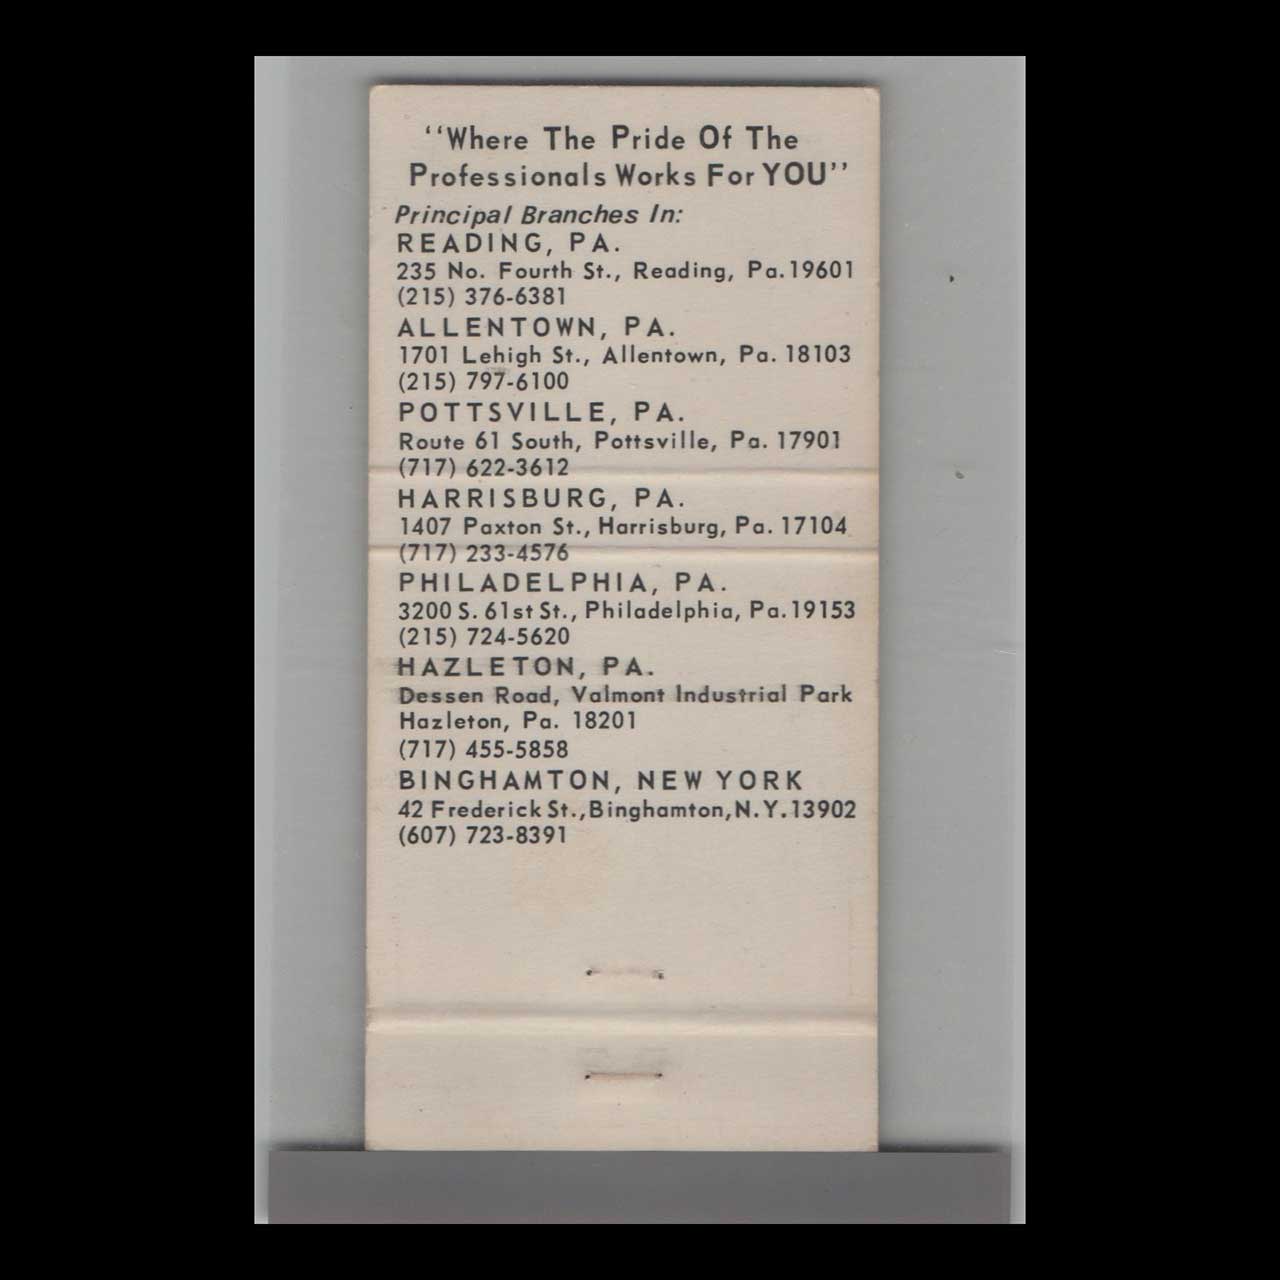 “Where The Pride Of The
Professionals Works For YOU”
Principal Branches In:
READING, PA.
235 No. Fourth St., Reading, Pa. 19601
(215) 376-6381
ALLENTOWN, PA.
1701 Lehigh St., Allentown, Pa. 18103
(215) 797-6100
POTTSVILLE, PA.
Route 61 South, Pottsville, Pa. 17901
(717) 622-3612
HARRISBURG, PA.
1407 Paxton St., Harrisburg, Pa. 17104
(717) 233-4576
PHILADELPHIA, PA.
3200 S. 61st St., Philadelphia, Pa. 19153
(215) 724-5620
HAZLETON, PA.
Dessen Road, Valmont Industrial Park
Hazleton, Pa. 18201
(717) 455-5858
BINGHAMTON, NEW YORK
42 Frederick St., Binghamton, N.Y. 13902
(607) 723-8391